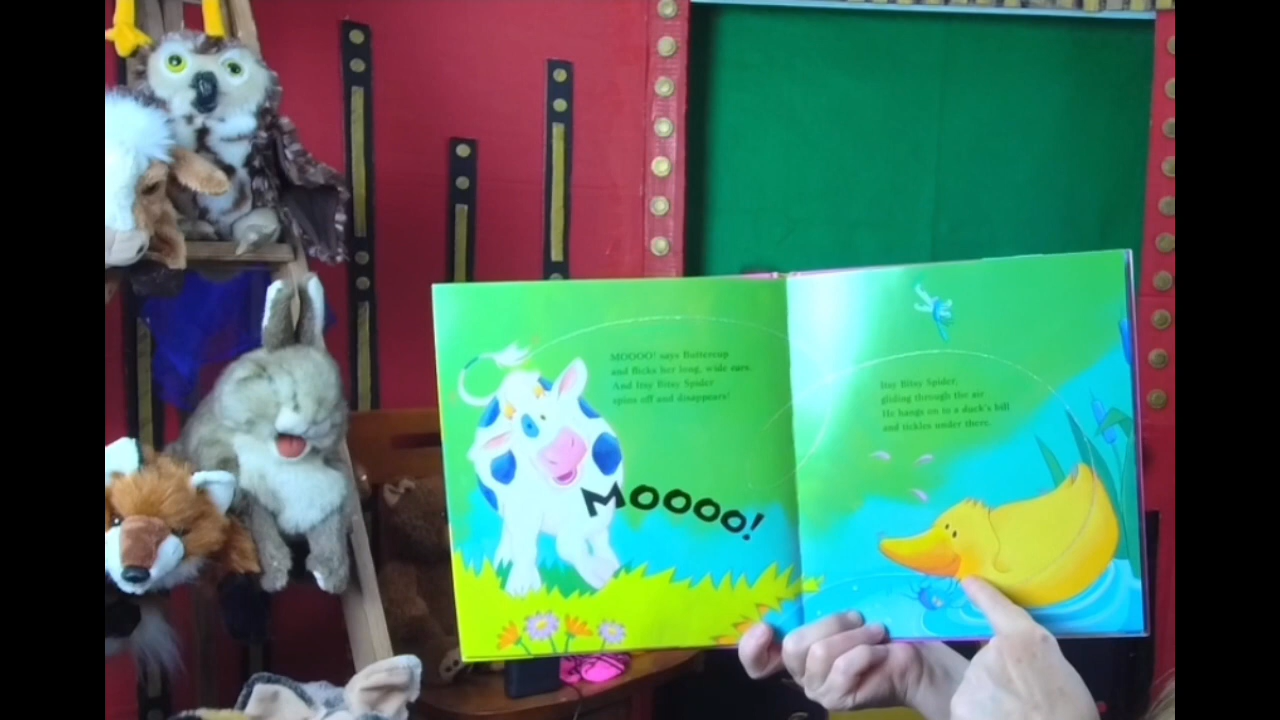 MOOOO! says Buttercup
and flicks her long, wide ears.
And Itsy Bitsy Spider
spins off and disappears!
MOOOO!
Itsy Bitsy Spider,
gliding through the air
He hangs on to a duck's bill
and tickles under there.